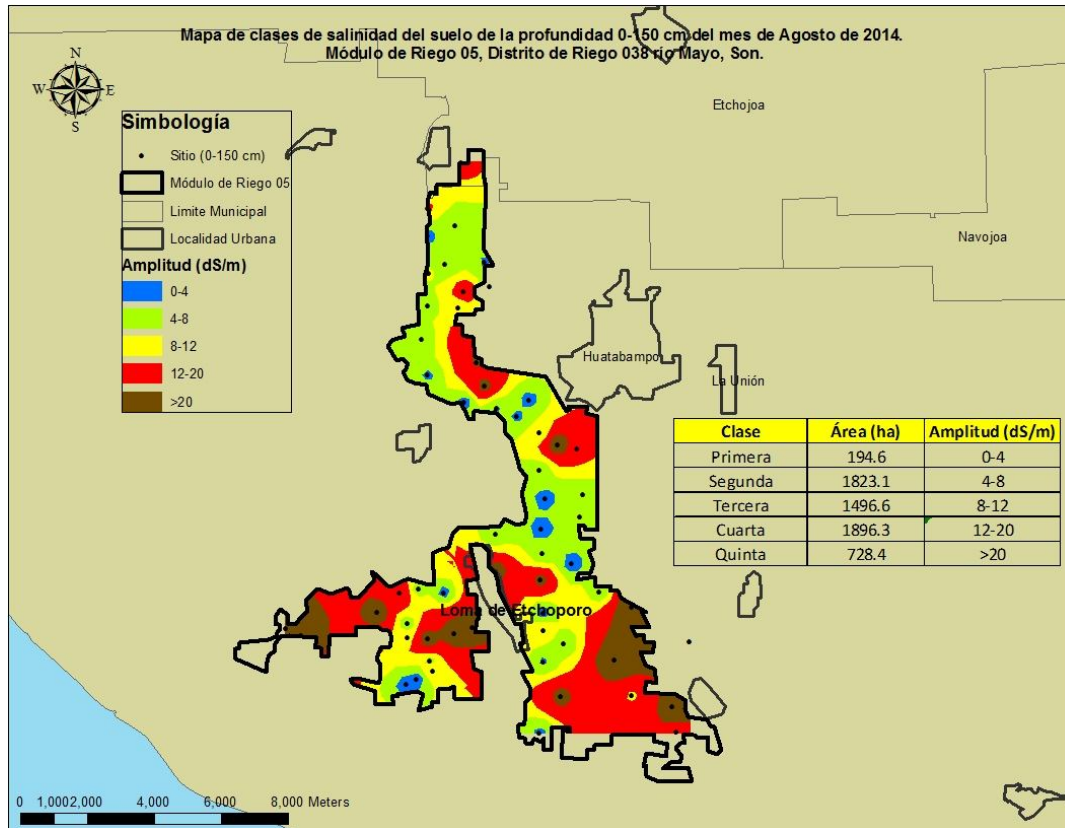 Mapa de clases de salinidad del suelo de la profundidad 0-150 cm del mes de Agosto de 2014.
Módulo de Riego 05, Distrito de Riego 038 río Mayo, Son.
N
W E
S
Etchojoa
Simbología
Sitio (0-150 cm)
Módulo de Riego 05
Limite Municipal
Localidad Urbana
Navojoa
Amplitud (dS/m)
0-4
4-8
8-12
12-20
>20
Huatabampo
La Unión
Clase Área (ha) Amplitud (dS/m)
Primera 194.6 0-4
Segunda 1823.1 4-8
Tercera 1496.6 8-12
Cuarta 1896.3 12-20
Quinta 728.4 >20
Loma de Etchoporo
0 1,0002,000 4,000 6,000 8,000 Meters